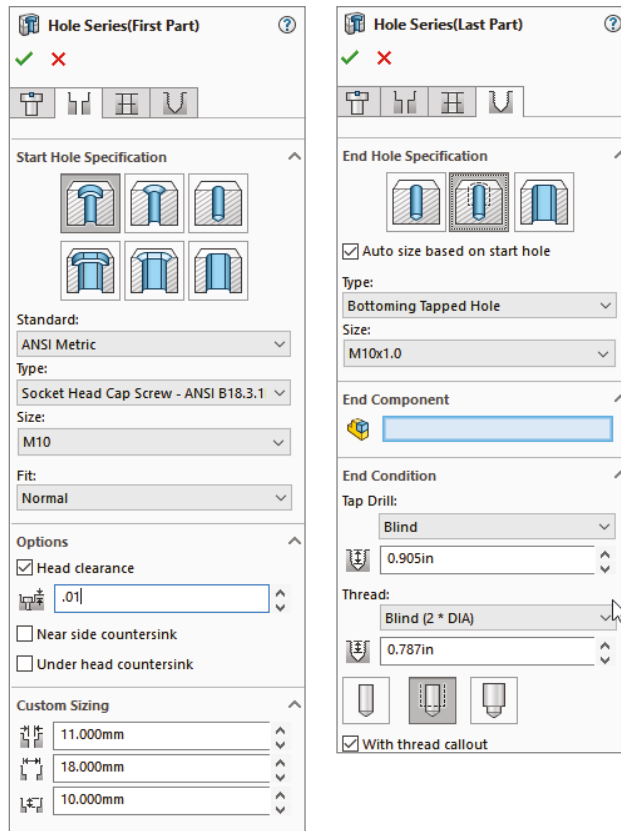 Hole Series(First Part)
?
Start Hole Specification
Standard:
ANSI Metric
Type:
Socket Head Cap Screw - ANSI B18.3.1
Size:
M10
Fit:
Normal
Options
Head clearance
.01
Near side countersink
Under head countersink
Custom Sizing
11.000mm
18.000mm
10.000mm
Hole Series(Last Part)
?
End Hole Specification
Auto size based on start hole
Type:
Bottoming Tapped Hole
Size:
M10x1.0
End Component
End Condition
Tap Drill:
Blind
0.905in
Thread:
Blind (2 * DIA)
0.787in
With thread callout